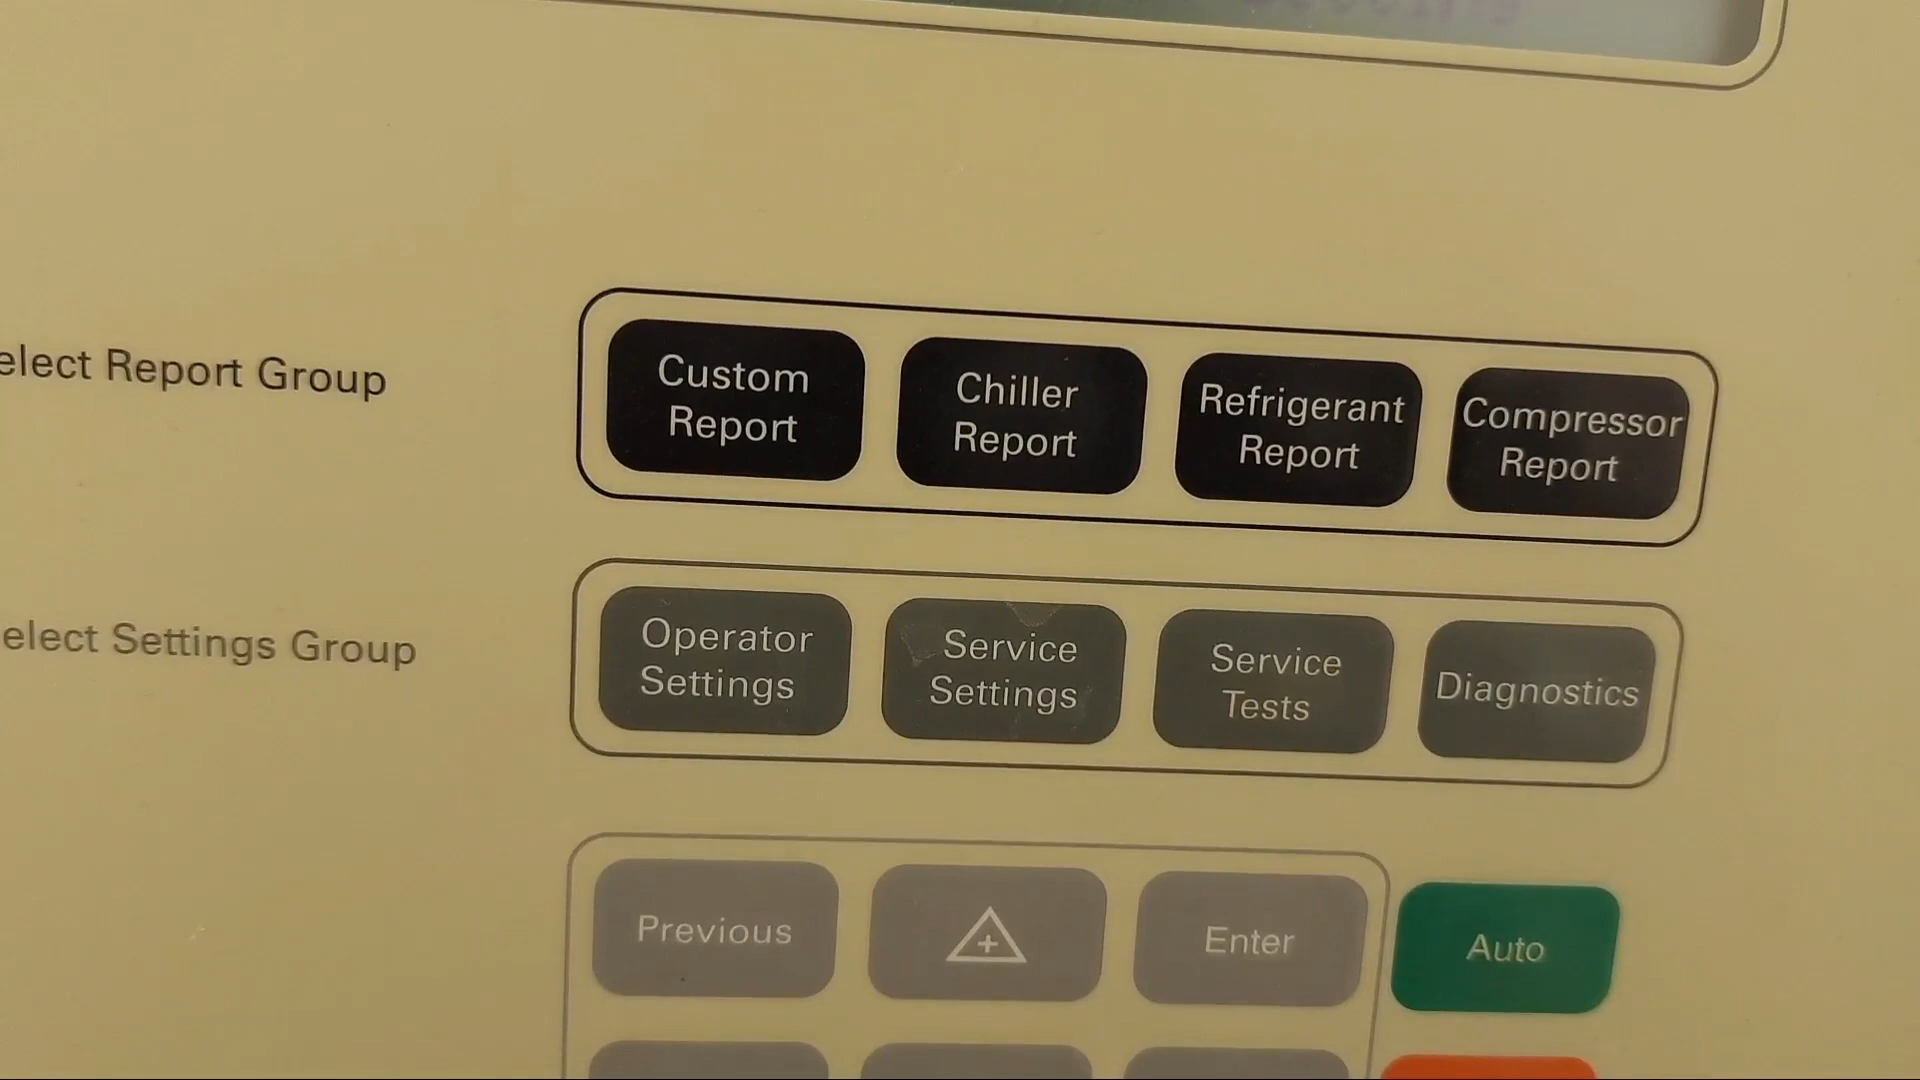 elect Report Group
Custom
Report
Chiller
Report
Refrigerant
Report
Compressor
Report
elect Settings Group
Operator
Settings
Service
Settings
Service
Tests
Diagnostics
Previous
+
Enter
Auto